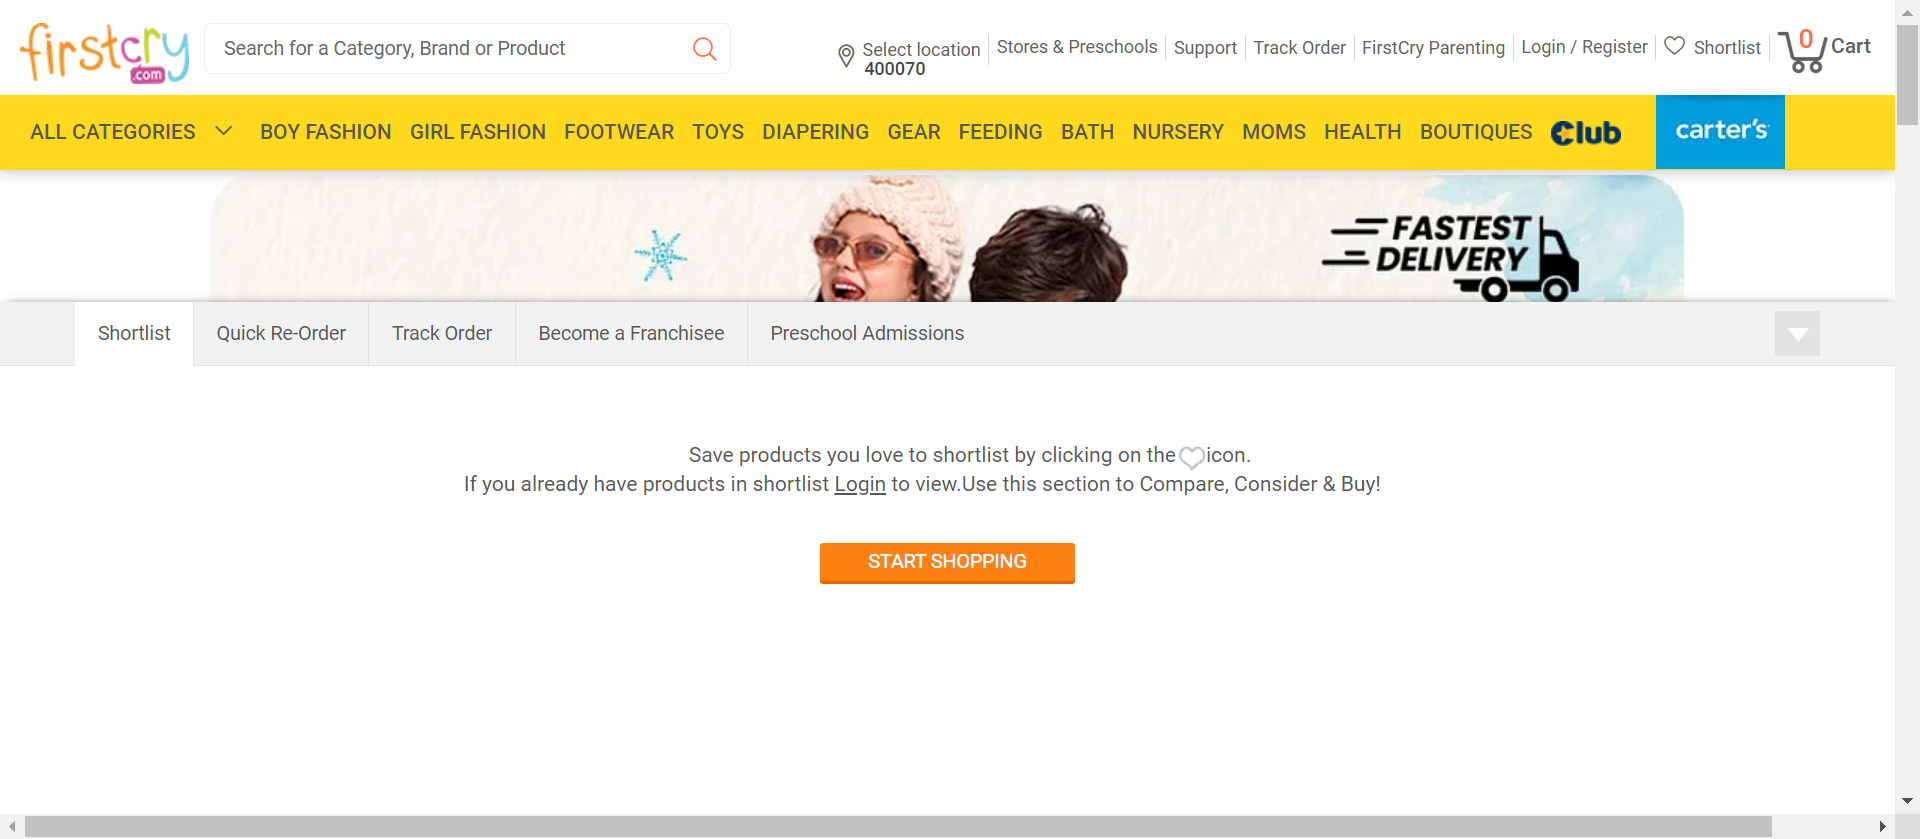 firstcry
.com
Search for a Category, Brand or Product
Select location
400070
Stores & Preschools
Support
Track Order
FirstCry Parenting
Login / Register
Shortlist
0
Cart
ALL CATEGORIES
BOY FASHION
GIRL FASHION
FOOTWEAR
TOYS
DIAPERING
GEAR
FEEDING
BATH
NURSERY
MOMS
HEALTH
BOUTIQUES
Club
carter's
FASTEST
DELIVERY
Shortlist
Quick Re-Order
Track Order
Become a Franchisee
Preschool Admissions
Save products you love to shortlist by clicking on the icon.
If you already have products in shortlist Login to view.Use this section to Compare, Consider & Buy!
START SHOPPING